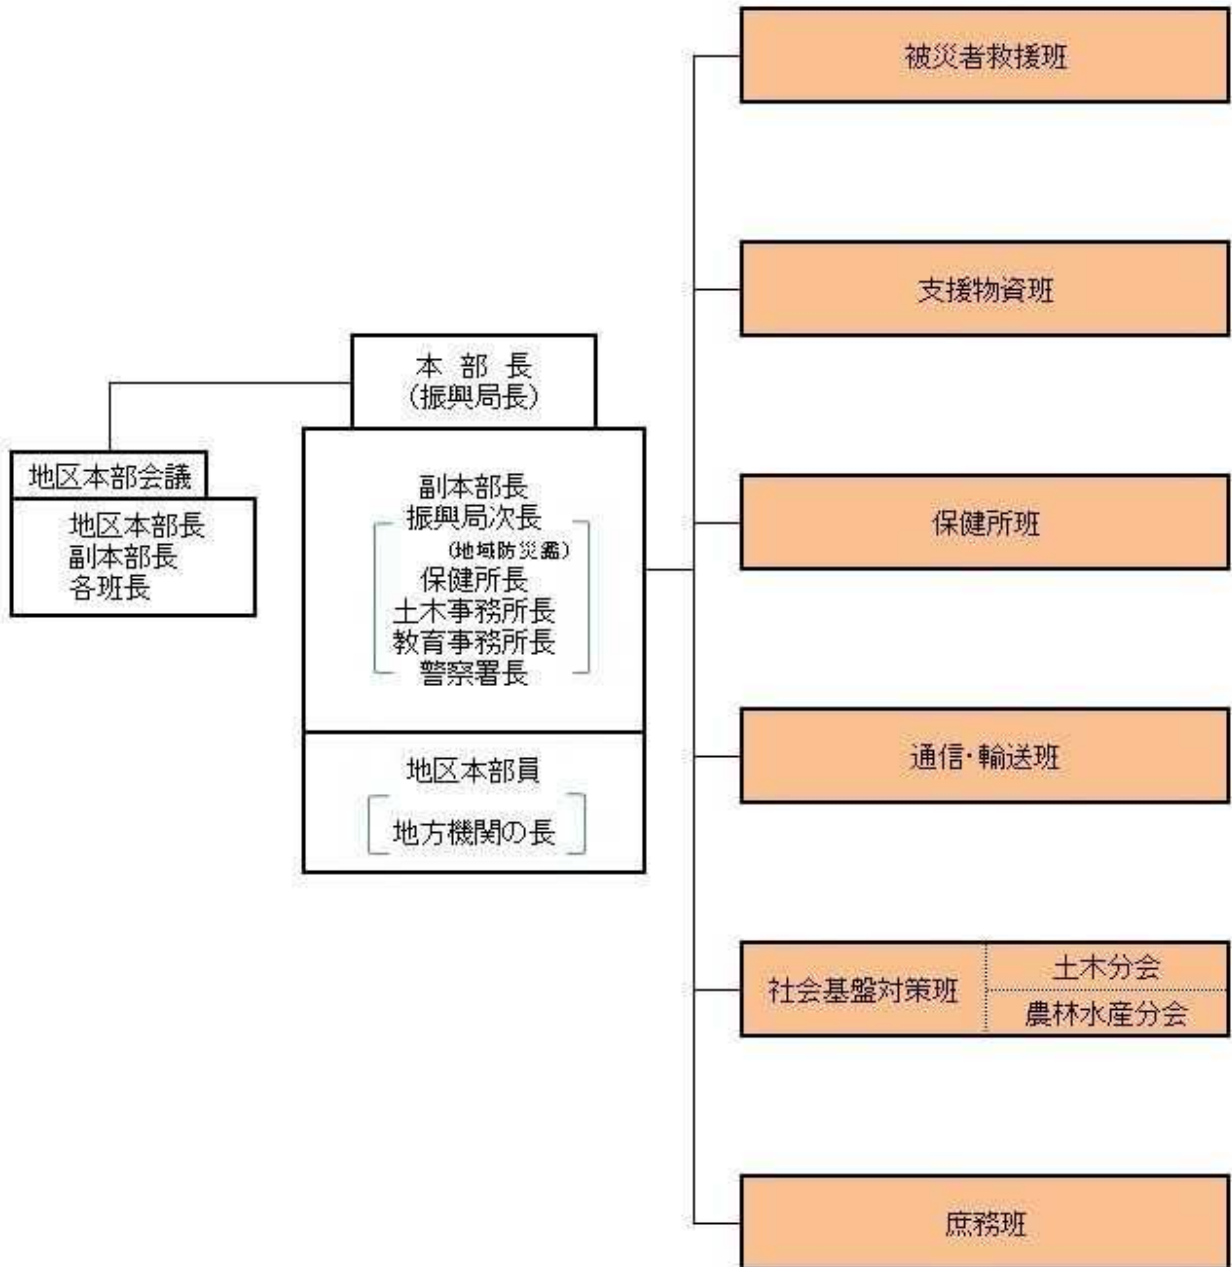 被災者救援班
支援物資班
本部長
(振興局長)
地区本部会議
地区本部長
副本部長
各班長
副本部長
振興局次長
(地域防災鑑)
保健所長
土木事務所長
教育事務所長
警察署長
地区本部員
地方機関の長
保健所班
通信・輸送班
社会基盤対策班
土木分会
農林水産分会
庶務班